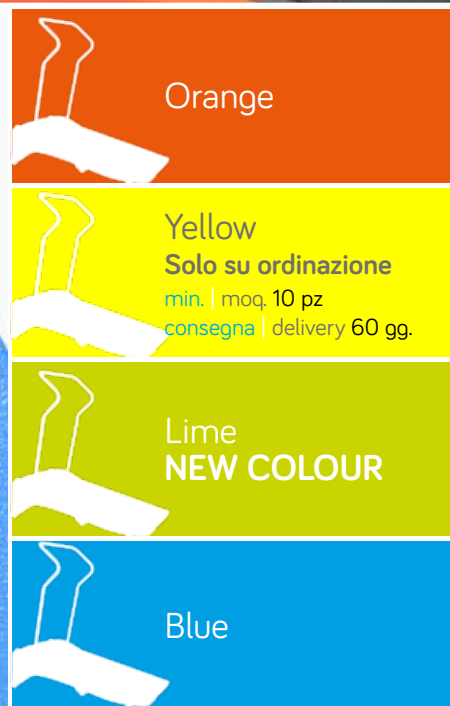 Orange
Yellow
Solo su ordinazione
min. | moq. 10 pz
consegna | delivery 60 gg.
Lime
NEW COLOUR
Blue